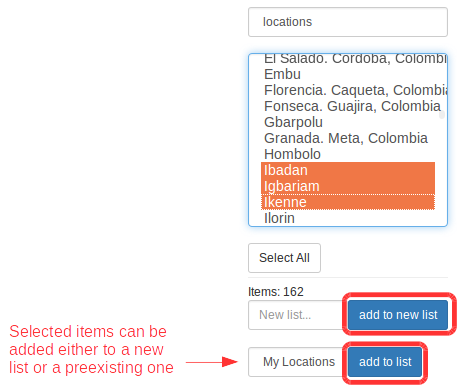 locations
El Salado. Cordoba, Colombi
Embu
Florencia. Caqueta, Colombia
Fonseca. Guajira, Colombia
Gbarpolu
Granada. Meta, Colombia
Hombolo
Ibadan
Igbariam
Ikenne
Ilorin
Select All
Items: 162
New list...
add to new list
Selected items can be
added either to a new
list or a preexisting one
My Locations
add to list